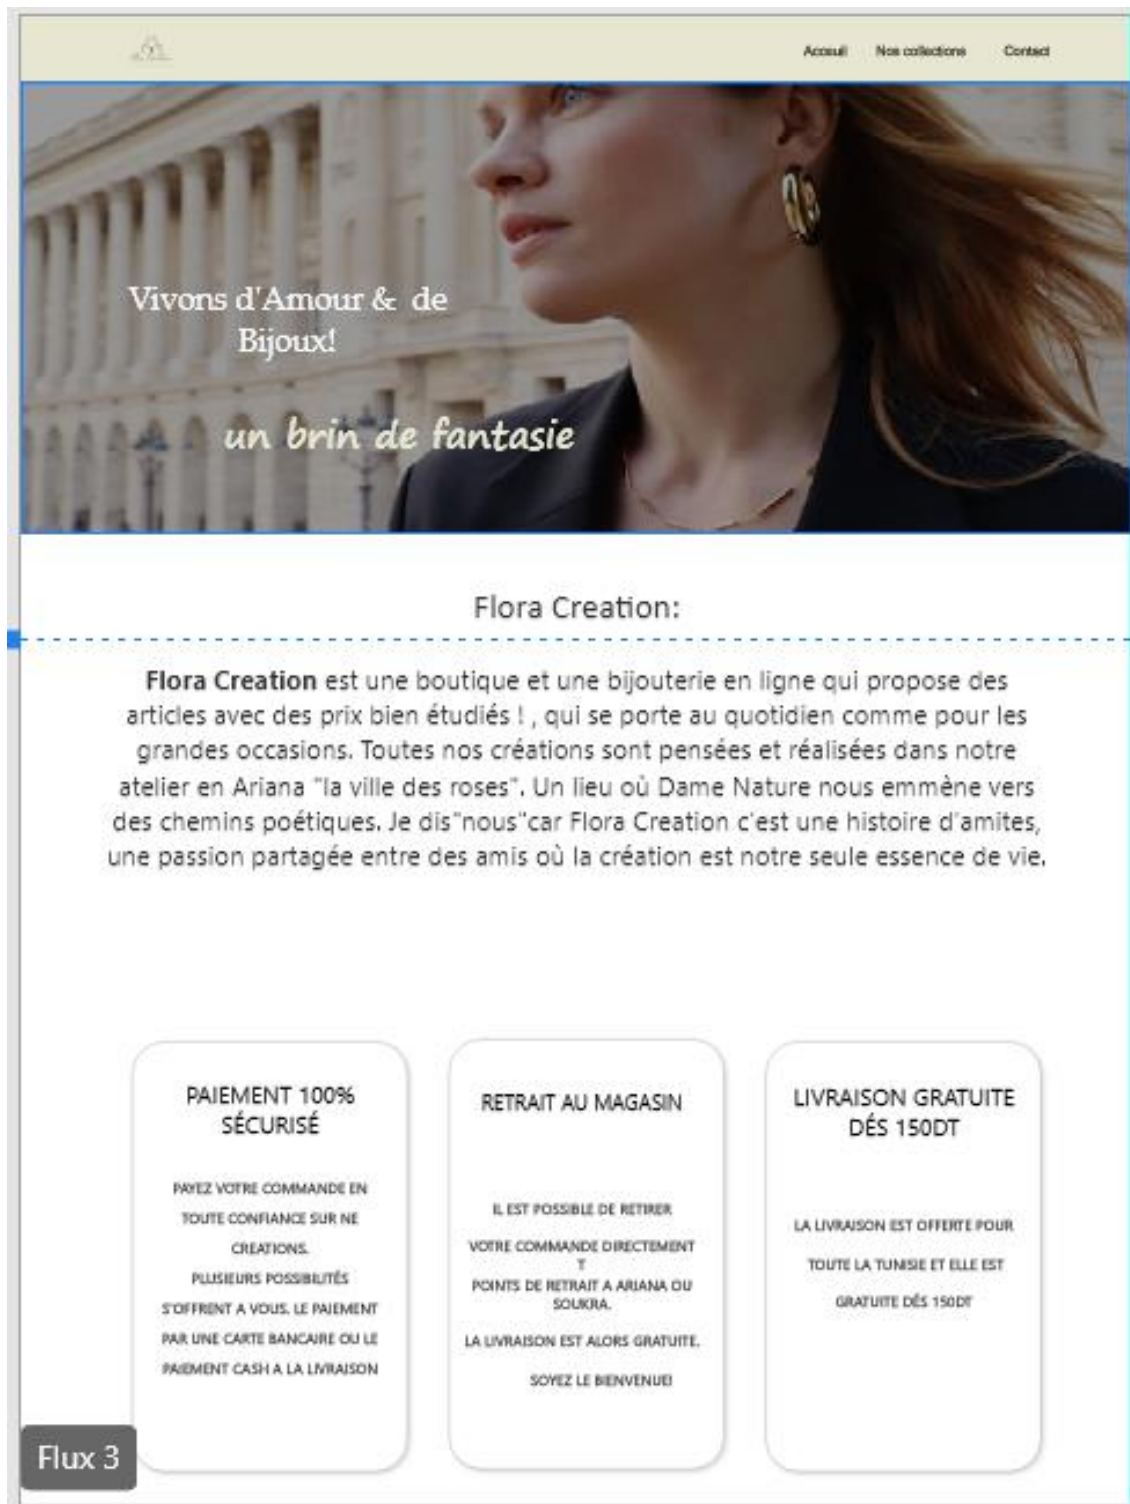 Accueil Nos collections Contact
Vivons d'Amour & de
Bijoux!
un brin de fantasie
Flora Creation:
Flora Creation est une boutique et une bijouterie en ligne qui propose des
articles avec des prix bien étudiés ! , qui se porte au quotidien comme pour les
grandes occasions. Toutes nos créations sont pensées et réalisées dans notre
atelier en Ariana "la ville des roses". Un lieu où Dame Nature nous emmène vers
des chemins poétiques. Je dis"nous"car Flora Creation c'est une histoire d'amites,
une passion partagée entre des amis où la création est notre seule essence de vie.
PAIEMENT 100%
SÉCURISÉ
PAYEZ VOTRE COMMANDE EN
TOUTE CONFIANCE SUR NE
CREATIONS.
PLUSIEURS POSSIBILITÉS
S'OFFRENT A VOUS. LE PAIEMENT
PAR UNE CARTE BANCAIRE OU LE
PAIEMENT CASH A LA LIVRAISON
RETRAIT AU MAGASIN
IL EST POSSIBLE DE RETIRER
VOTRE COMMANDE DIRECTEMENT
T
POINTS DE RETRAIT A ARIANA OU
SOUKRA.
LA LIVRAISON EST ALORS GRATUITE.
SOYEZ LE BIENVENUE!
LIVRAISON GRATUITE
DÉS 150DT
LA LIVRAISON EST OFFERTE POUR
TOUTE LA TUNISIE ET ELLE EST
GRATUITE DÉS 150DT
Flux 3